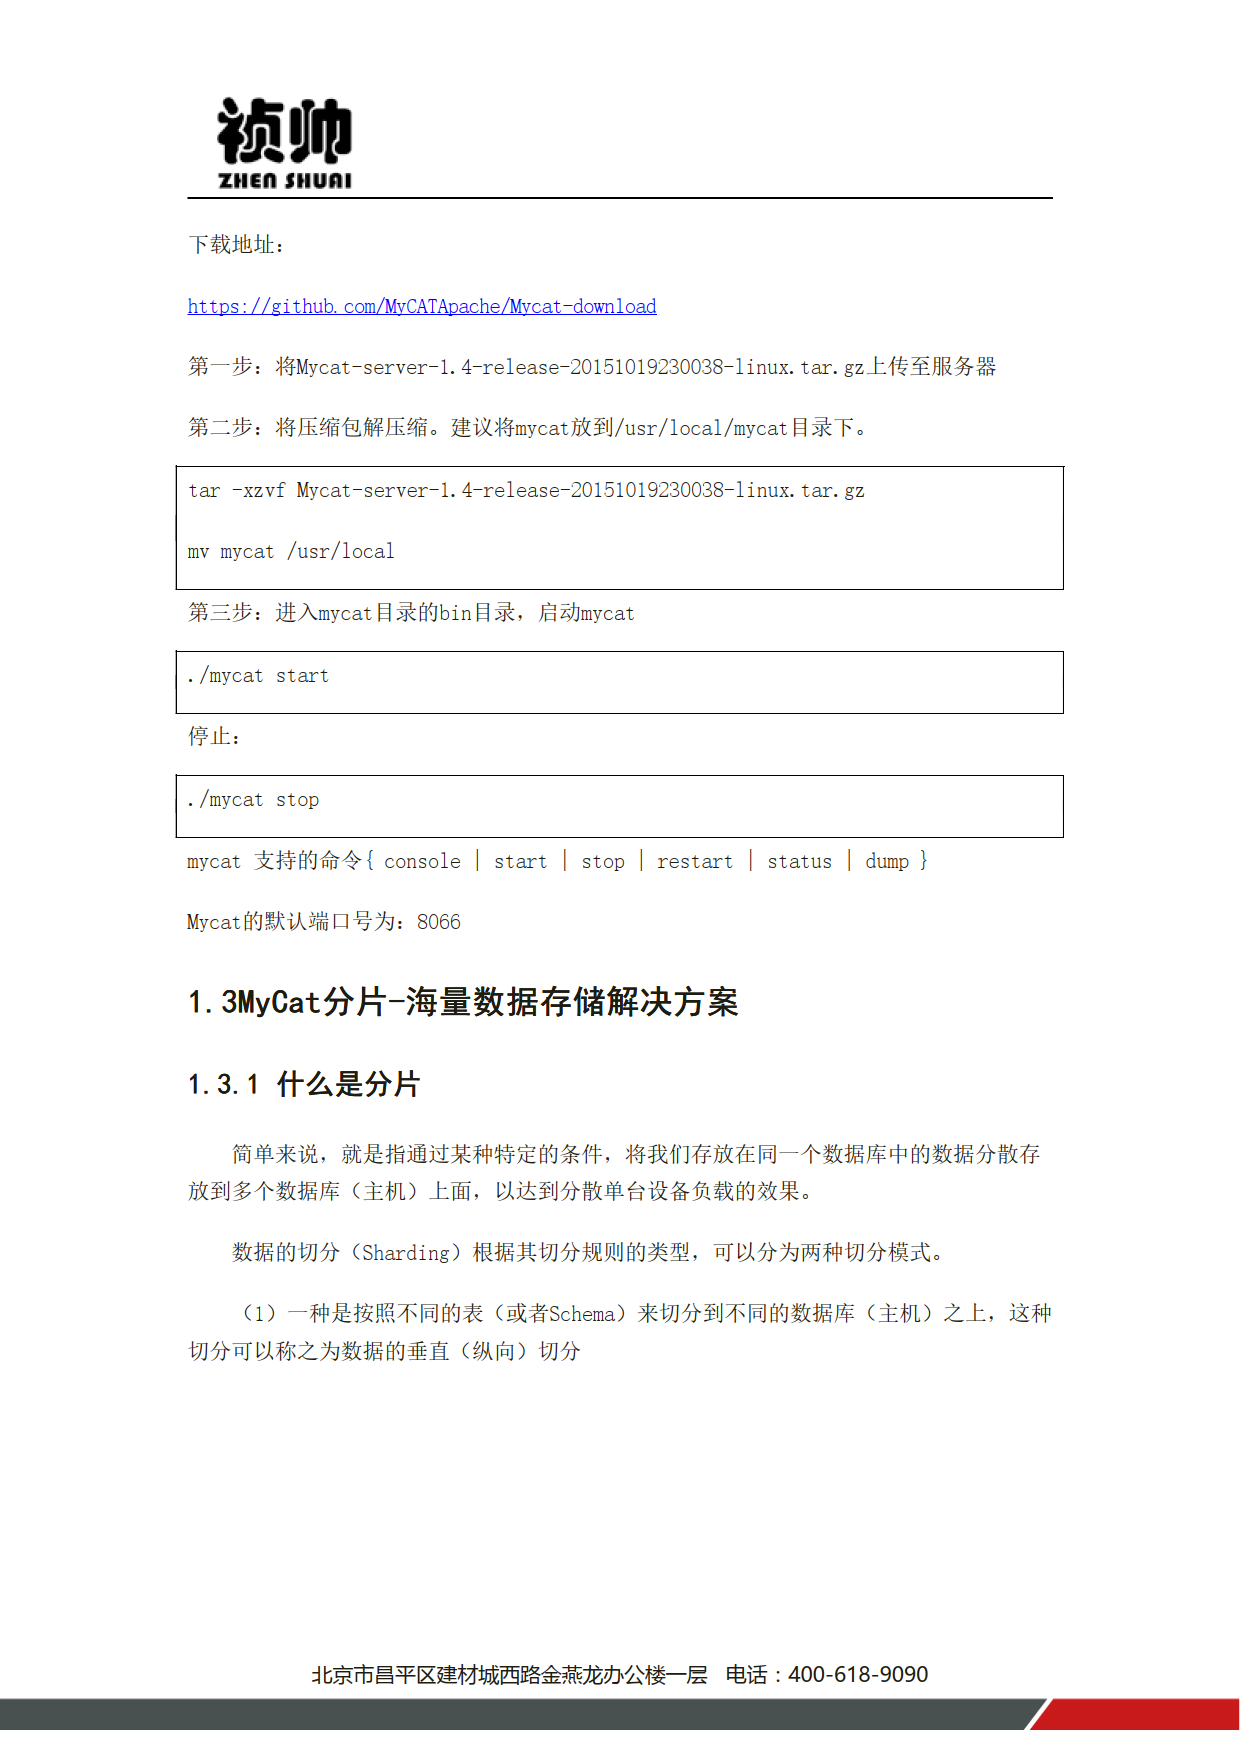 祯帅
ZHEN SHUAI
下载地址：
https://github.com/MyCATApache/Mycat-download
第一步：将Mycat-server-1.4-release-20151019230038-linux.tar.gz上传至服务器
第二步：将压缩包解压缩。建议将mycat放到/usr/local/mycat目录下。
tar -xzvf Mycat-server-1.4-release-20151019230038-linux.tar.gz
mv mycat /usr/local
第三步：进入mycat目录的bin目录，启动mycat
./mycat start
停止：
./mycat stop
mycat 支持的命令{ console | start | stop | restart | status | dump }
Mycat的默认端口号为：8066
1.3MyCat分片-海量数据存储解决方案
1.3.1 什么是分片
简单来说，就是指通过某种特定的条件，将我们存放在同一个数据库中的数据分散存
放到多个数据库（主机）上面，以达到分散单台设备负载的效果。
数据的切分（Sharding）根据其切分规则的类型，可以分为两种切分模式。
（1）一种是按照不同的表（或者Schema）来切分到不同的数据库（主机）之上，这种
切分可以称之为数据的垂直（纵向）切分
北京市昌平区建材城西路金燕龙办公楼一层 电话：400-618-9090